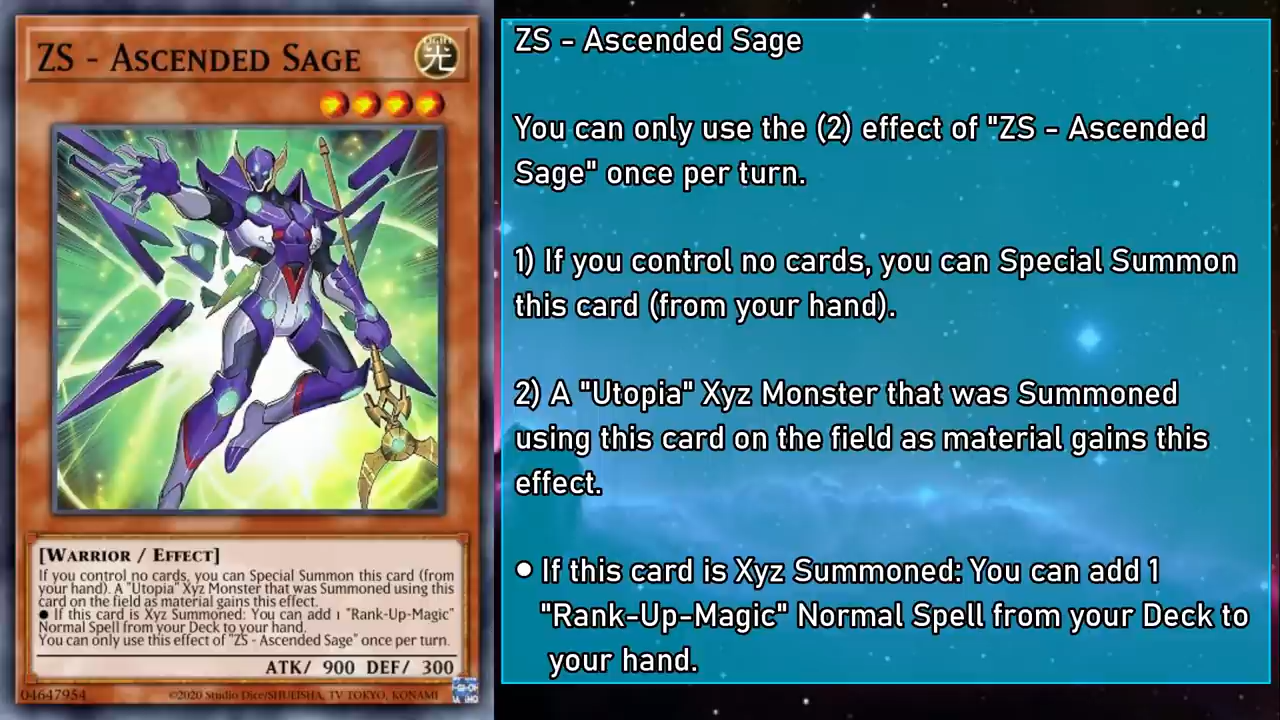 ZS - Ascended Sage
LIGHT
光
[Warrior / Effect]
If you control no cards, you can Special Summon this card (from
your hand). A "Utopia" Xyz Monster that was Summoned using this
card on the field as material gains this effect.
● If this card is Xyz Summoned: You can add 1 "Rank-Up-Magic"
Normal Spell from your Deck to your hand.
You can only use this effect of "ZS - Ascended Sage" once per turn.
ATK/ 900 DEF/ 300
04647954
©2020 Studio Dice/SHUEISHA, TV TOKYO, KONAMI
ZS - Ascended Sage
You can only use the (2) effect of "ZS - Ascended
Sage" once per turn.
1) If you control no cards, you can Special Summon
this card (from your hand).
2) A "Utopia" Xyz Monster that was Summoned
using this card on the field as material gains this
effect.
● If this card is Xyz Summoned: You can add 1
"Rank-Up-Magic" Normal Spell from your Deck to
your hand.